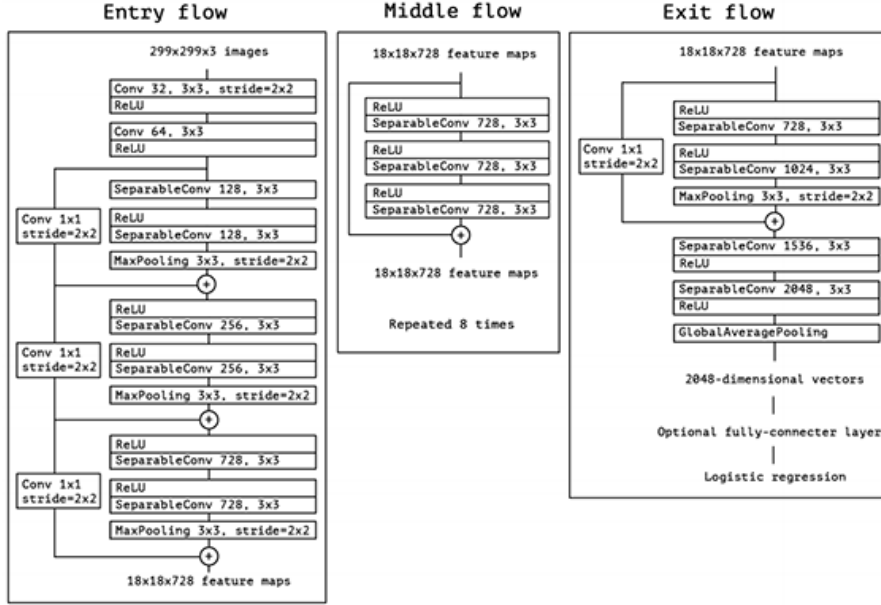 Entry flow
299x299x3 images
Conv 32, 3x3, stride=2x2
ReLU
Conv 64, 3x3
ReLU
SeparableConv 128, 3x3
Conv 1x1
stride=2x2
ReLU
SeparableConv 128, 3x3
MaxPooling 3x3, stride=2x2
+
ReLU
SeparableConv 256, 3x3
Conv 1x1
stride=2x2
ReLU
SeparableConv 256, 3x3
MaxPooling 3x3, stride=2x2
+
ReLU
SeparableConv 728, 3x3
Conv 1x1
stride=2x2
ReLU
SeparableConv 728, 3x3
MaxPooling 3x3, stride=2x2
+
18x18x728 feature maps
Middle flow
18x18x728 feature maps
ReLU
SeparableConv 728, 3x3
ReLU
SeparableConv 728, 3x3
ReLU
SeparableConv 728, 3x3
+
18x18x728 feature maps
Repeated 8 times
Exit flow
18x18x728 feature maps
ReLU
SeparableConv 728, 3x3
Conv 1x1
stride=2x2
ReLU
SeparableConv 1024, 3x3
MaxPooling 3x3, stride=2x2
+
SeparableConv 1536, 3x3
ReLU
SeparableConv 2048, 3x3
ReLU
GlobalAveragePooling
2048-dimensional vectors
Optional fully-connecter layer
Logistic regression